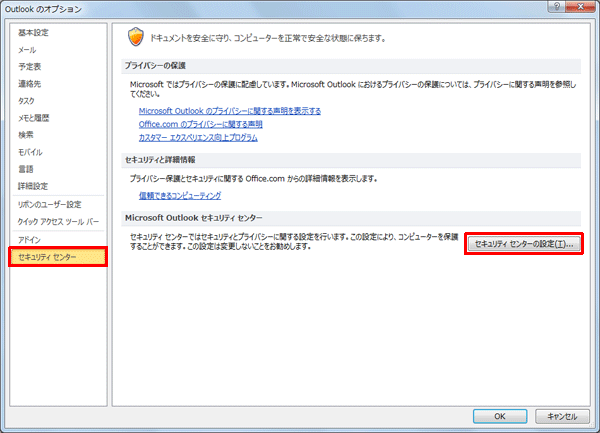 Outlook のオプション
基本設定
メール
予定表
連絡先
タスク
メモと履歴
検索
モバイル
言語
詳細設定
リボンのユーザー設定
クイック アクセス ツール バー
アドイン
セキュリティ センター
ドキュメントを安全に守り、コンピューターを正常で安全な状態に保ちます。
プライバシーの保護
Microsoft ではプライバシーの保護に配慮しています。Microsoft Outlook におけるプライバシーの保護については、プライバシーに関する声明を参照し
てください。
Microsoft Outlook のプライバシーに関する声明を表示する
Office.com のプライバシーに関する声明
カスタマー エクスペリエンス向上プログラム
セキュリティと詳細情報
プライバシー保護とセキュリティに関する Office.com からの詳細情報を表示します。
信頼できるコンピューティング
Microsoft Outlook セキュリティ センター
セキュリティ センターではセキュリティとプライバシーに関する設定を行います。この設定により、コンピューターを保護
することができます。この設定は変更しないことをお勧めします。
セキュリティ センターの設定(T)...
OK
キャンセル